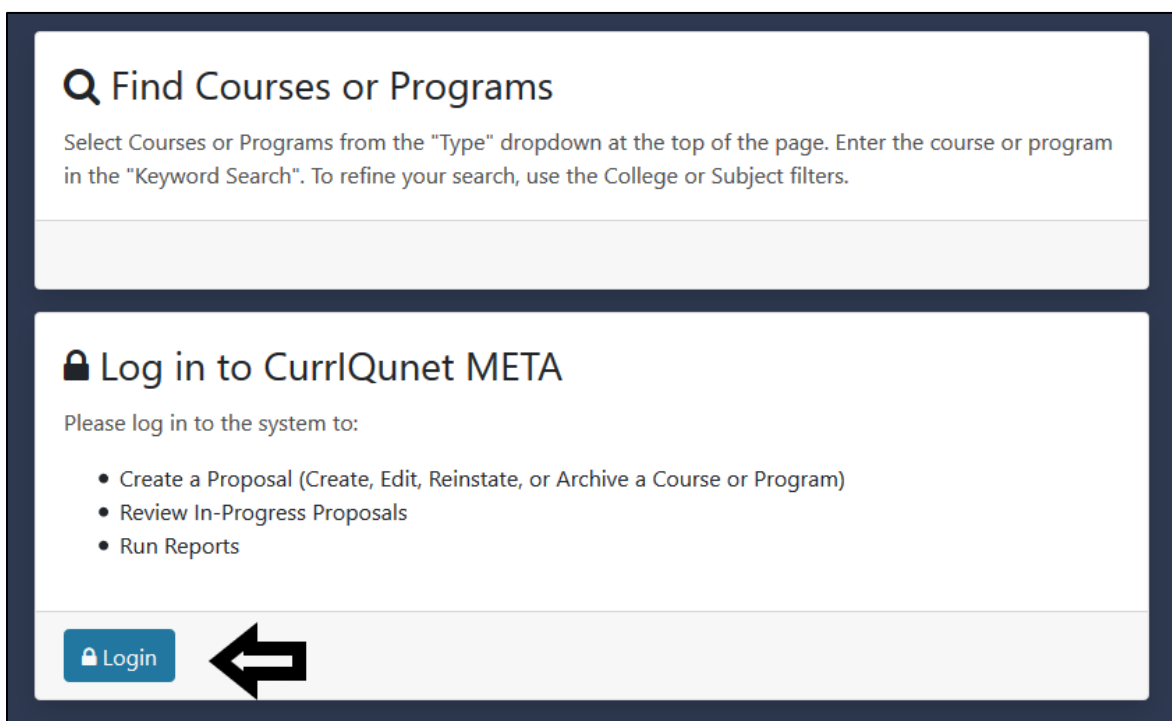 Find Courses or Programs
Select Courses or Programs from the "Type" dropdown at the top of the page. Enter the course or program
in the "Keyword Search". To refine your search, use the College or Subject filters.
Log in to CurrIQunet META
Please log in to the system to:
• Create a Proposal (Create, Edit, Reinstate, or Archive a Course or Program)
• Review In-Progress Proposals
• Run Reports
Login